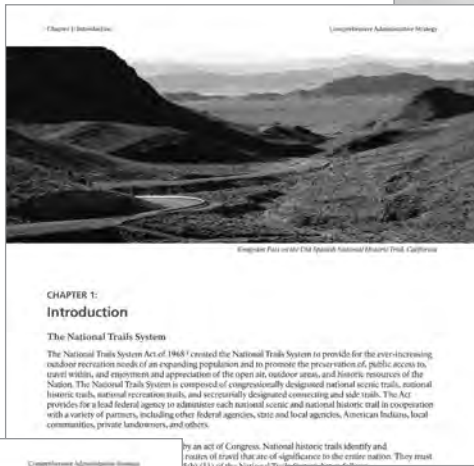 Chapter 1: Introduction
Comprehensive Administrative Strategy
Emigrant Pass on the Old Spanish National Historic Trail, California
CHAPTER 1:
Introduction
The National Trails System
The National Trails System Act of 1968¹ created the National Trails System to provide for the ever-increasing
outdoor recreation needs of an expanding population and to promote the preservation of, public access to,
travel within, and enjoyment and appreciation of the open air, outdoor areas, and historic resources of the
Nation. The National Trails System is composed of congressionally designated national scenic trails, national
historic trails, national recreation trails, and secretarially designated connecting and side trails. The Act
provides for a lead federal agency to administer each national scenic and national historic trail in cooperation
with a variety of partners, including other federal agencies, state and local agencies, American Indians, local
communities, private landowners, and others.
by an act of Congress. National historic trails identify and
routes of travel that are of significance to the entire nation. They must
Comprehensive Administrative Strategy